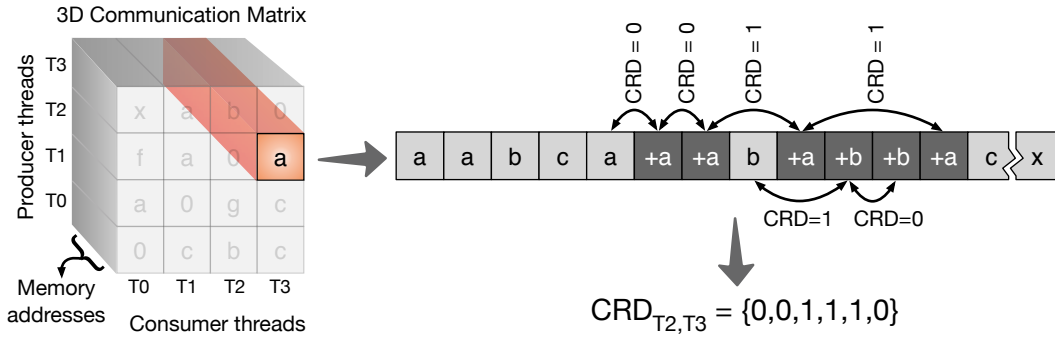 3D Communication Matrix
Producer threads
T3
T2
T1
T0
x a b 0
f a 0 a
a 0 g c
0 c b c
T0 T1 T2 T3
Memory
addresses
Consumer threads
CRD = 0
CRD = 0
CRD = 1
CRD = 1
a a b c a +a +a b +a +b +b +a c x
CRD=1
CRD=0
CRD T2,T3 = {0,0,1,1,1,0}